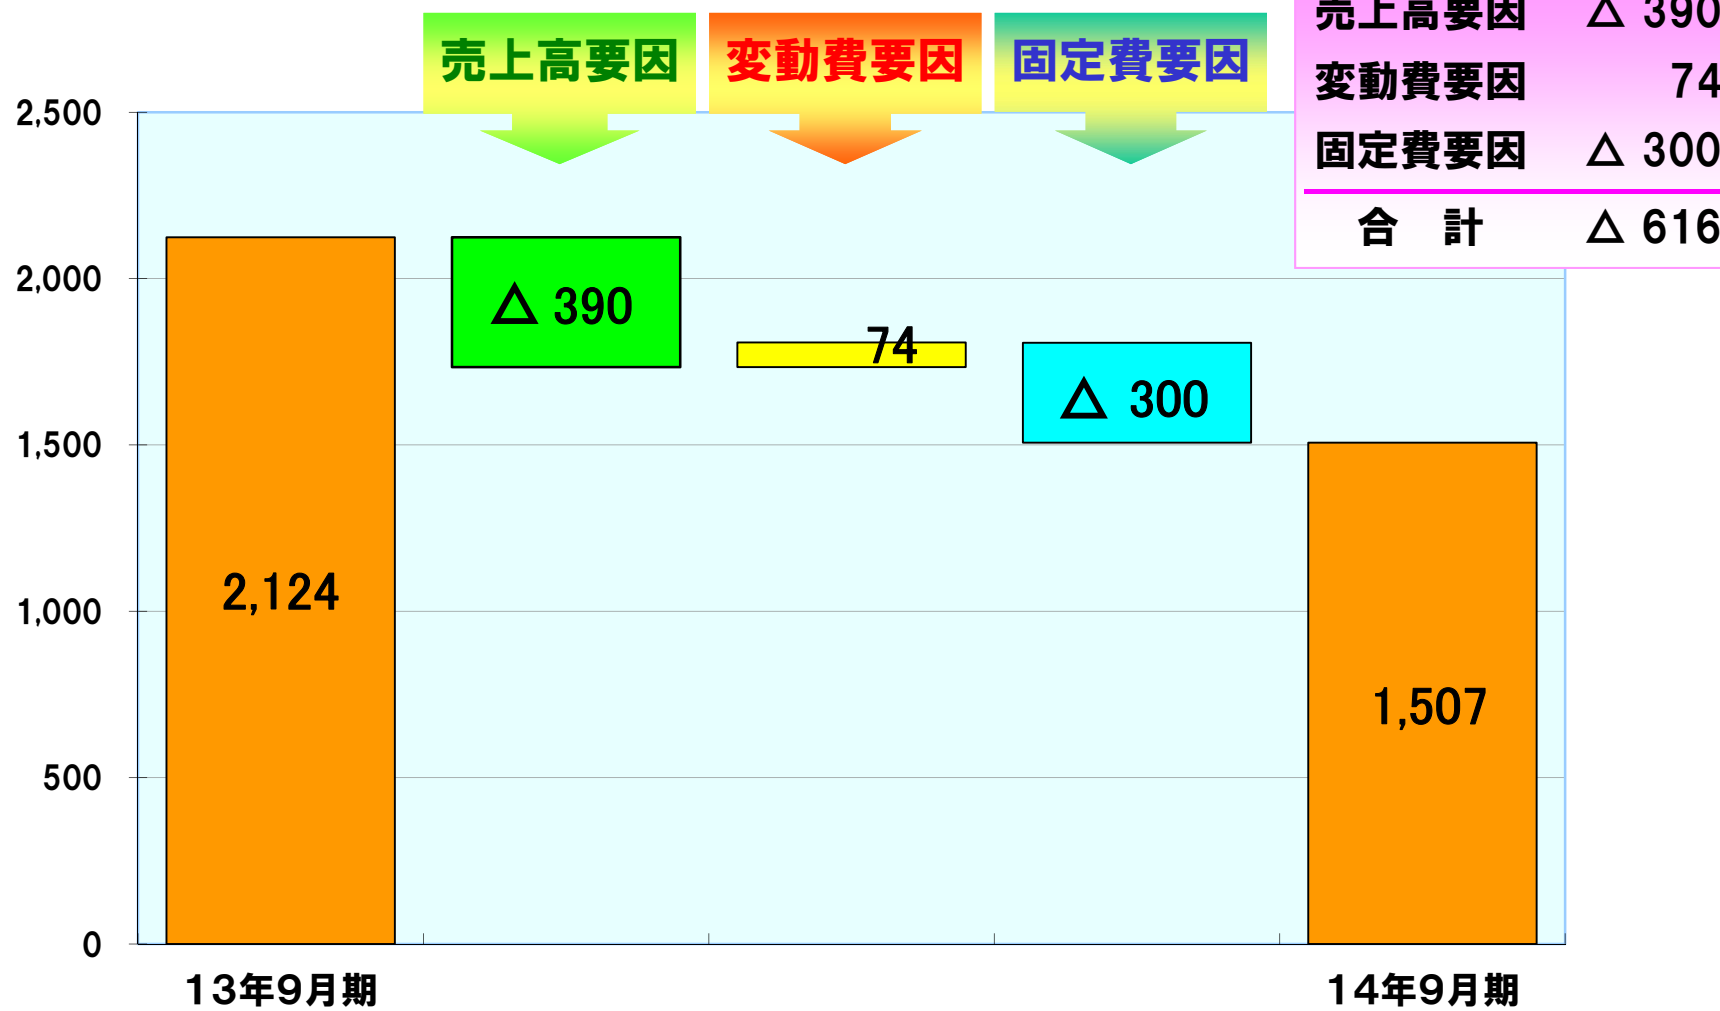 売上高要因
変動費要因
固定費要因
売上高要因 △ 390
変動費要因 74
固定費要因 △ 300
合 計 △ 616
2,500
2,000
1,500
1,000
500
0
2,124
△ 390
74
△ 300
1,507
13年9月期
14年9月期